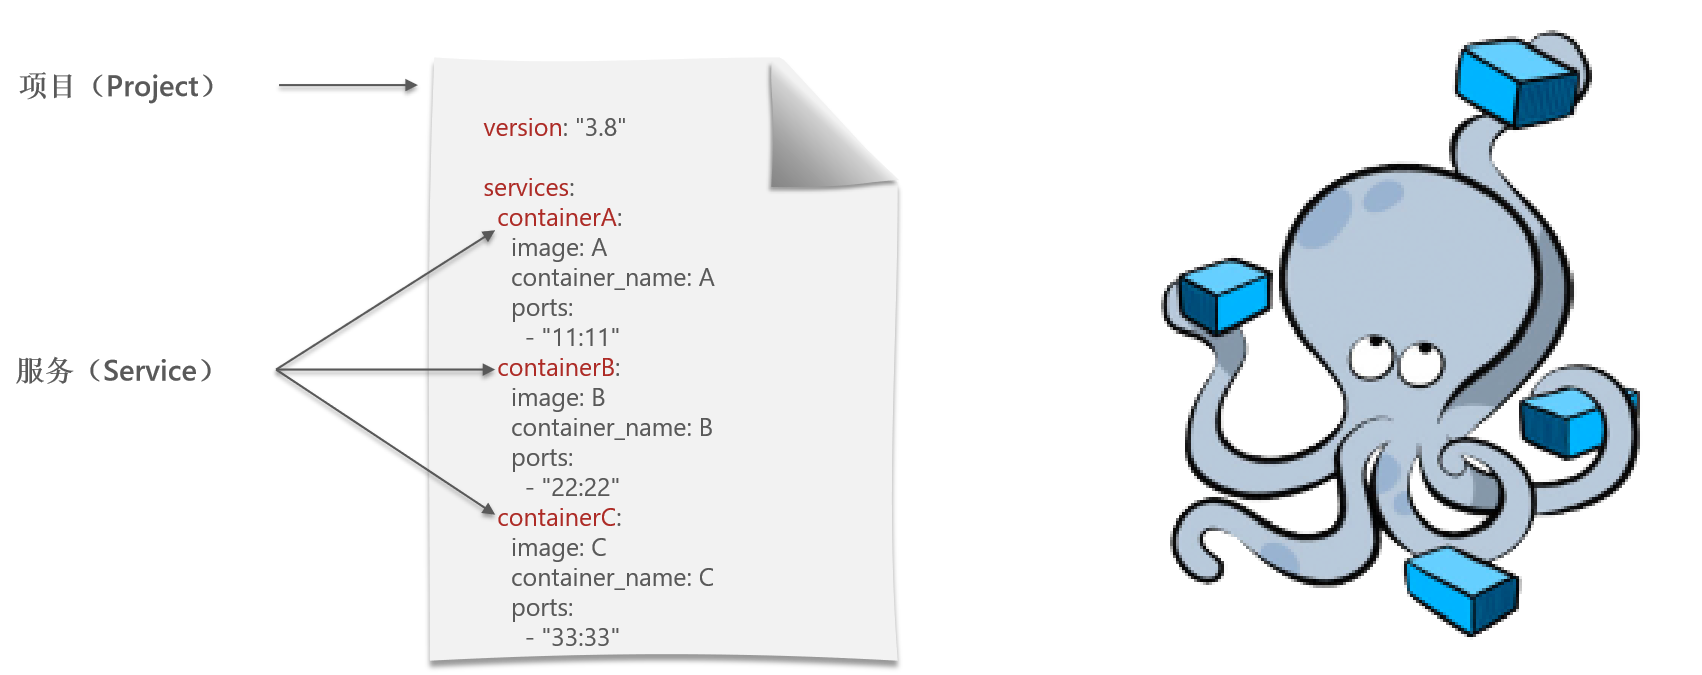 项目（Project）
version: "3.8"
services:
containerA:
image: A
container_name: A
ports:
- "11:11"
服务（Service）
containerB:
image: B
container_name: B
ports:
- "22:22"
containerC:
image: C
container_name: C
ports:
- "33:33"